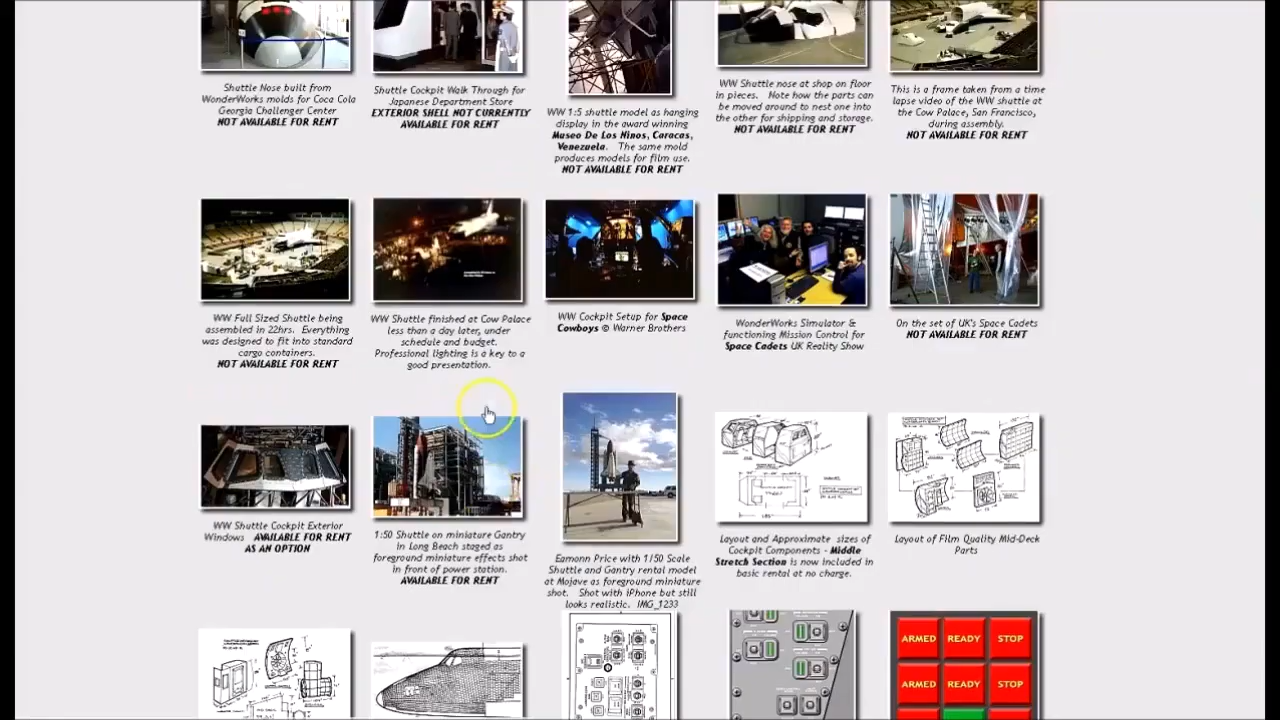 Shuttle Nose built from
WonderWorks molds for Coca Cola
Georgia Challenger Center
NOT AVAILABLE FOR RENT
Shuttle Cockpit Walk Through for
Japanese Department Store
EXTERIOR SHELL NOT CURRENTLY
AVAILABLE FOR RENT
WW 1:5 shuttle model as hanging
display in the award winning
Museo De Los Ninos, Caracas,
Venezuela. The same mold
produces models for film use.
NOT AVAILABLE FOR RENT
WW Shuttle nose at shop on floor
in pieces. Note how the parts can
be moved around to nest one into
the other for shipping and storage.
NOT AVAILABLE FOR RENT
This is a frame taken from a time
lapse video of the WW shuttle at
the Cow Palace, San Francisco,
during assembly.
NOT AVAILABLE FOR RENT
WW Full Sized Shuttle being
assembled in 22hrs. Everything
was designed to fit into standard
cargo containers.
NOT AVAILABLE FOR RENT
WW Shuttle finished at Cow Palace
less than a day later, under
schedule and budget.
Professional lighting is a key to a
good presentation.
WW Cockpit Setup for Space
Cowboys © Warner Brothers
WonderWorks Simulator &
functioning Mission Control for
Space Cadets UK Reality Show
On the set of UK's Space Cadets
NOT AVAILABLE FOR RENT
WW Shuttle Cockpit Exterior
Windows AVAILABLE FOR RENT
AS AN OPTION
1:50 Shuttle on miniature Gantry
in Long Beach staged as
foreground miniature effects shot
in front of power station.
AVAILABLE FOR RENT
Eamonn Price with 1/50 Scale
Shuttle and Gantry rental model
at Mojave as foreground miniature
shot. Shot with iPhone but still
looks realistic. IMG_1233
Layout and Approximate sizes of
Cockpit Components - Middle
Stretch Section is now included in
basic rental at no charge.
Layout of Film Quality Mid-Deck
Parts
ARMED READY STOP
ARMED READY STOP